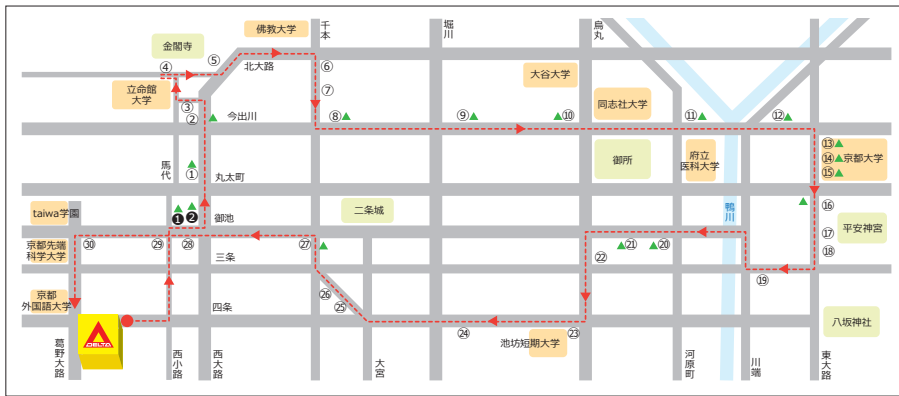 佛教大学
千本
堀川
烏丸
金閣寺
④
⑤
北大路
⑥
大谷大学
立命館
大学
③
②
⑦
今出川
⑧
⑨
⑩
同志社大学
⑪
⑫
馬代
①
丸太町
御所
府立
医科大学
⑬
⑭
⑮
京都大学
taiwa学園
❶
❷
御池
二条城
鴨川
⑯
平安神宮
京都先端
科学大学
㉚
㉙
㉘
三条
㉗
㉒
㉑
⑳
⑰
⑱
⑲
京都
外国語大学
四条
㉖
㉕
㉔
㉓
池坊短期大学
八坂神社
DELTA
葛野大路
西小路
西大路
大宮
河原町
川端
東大路